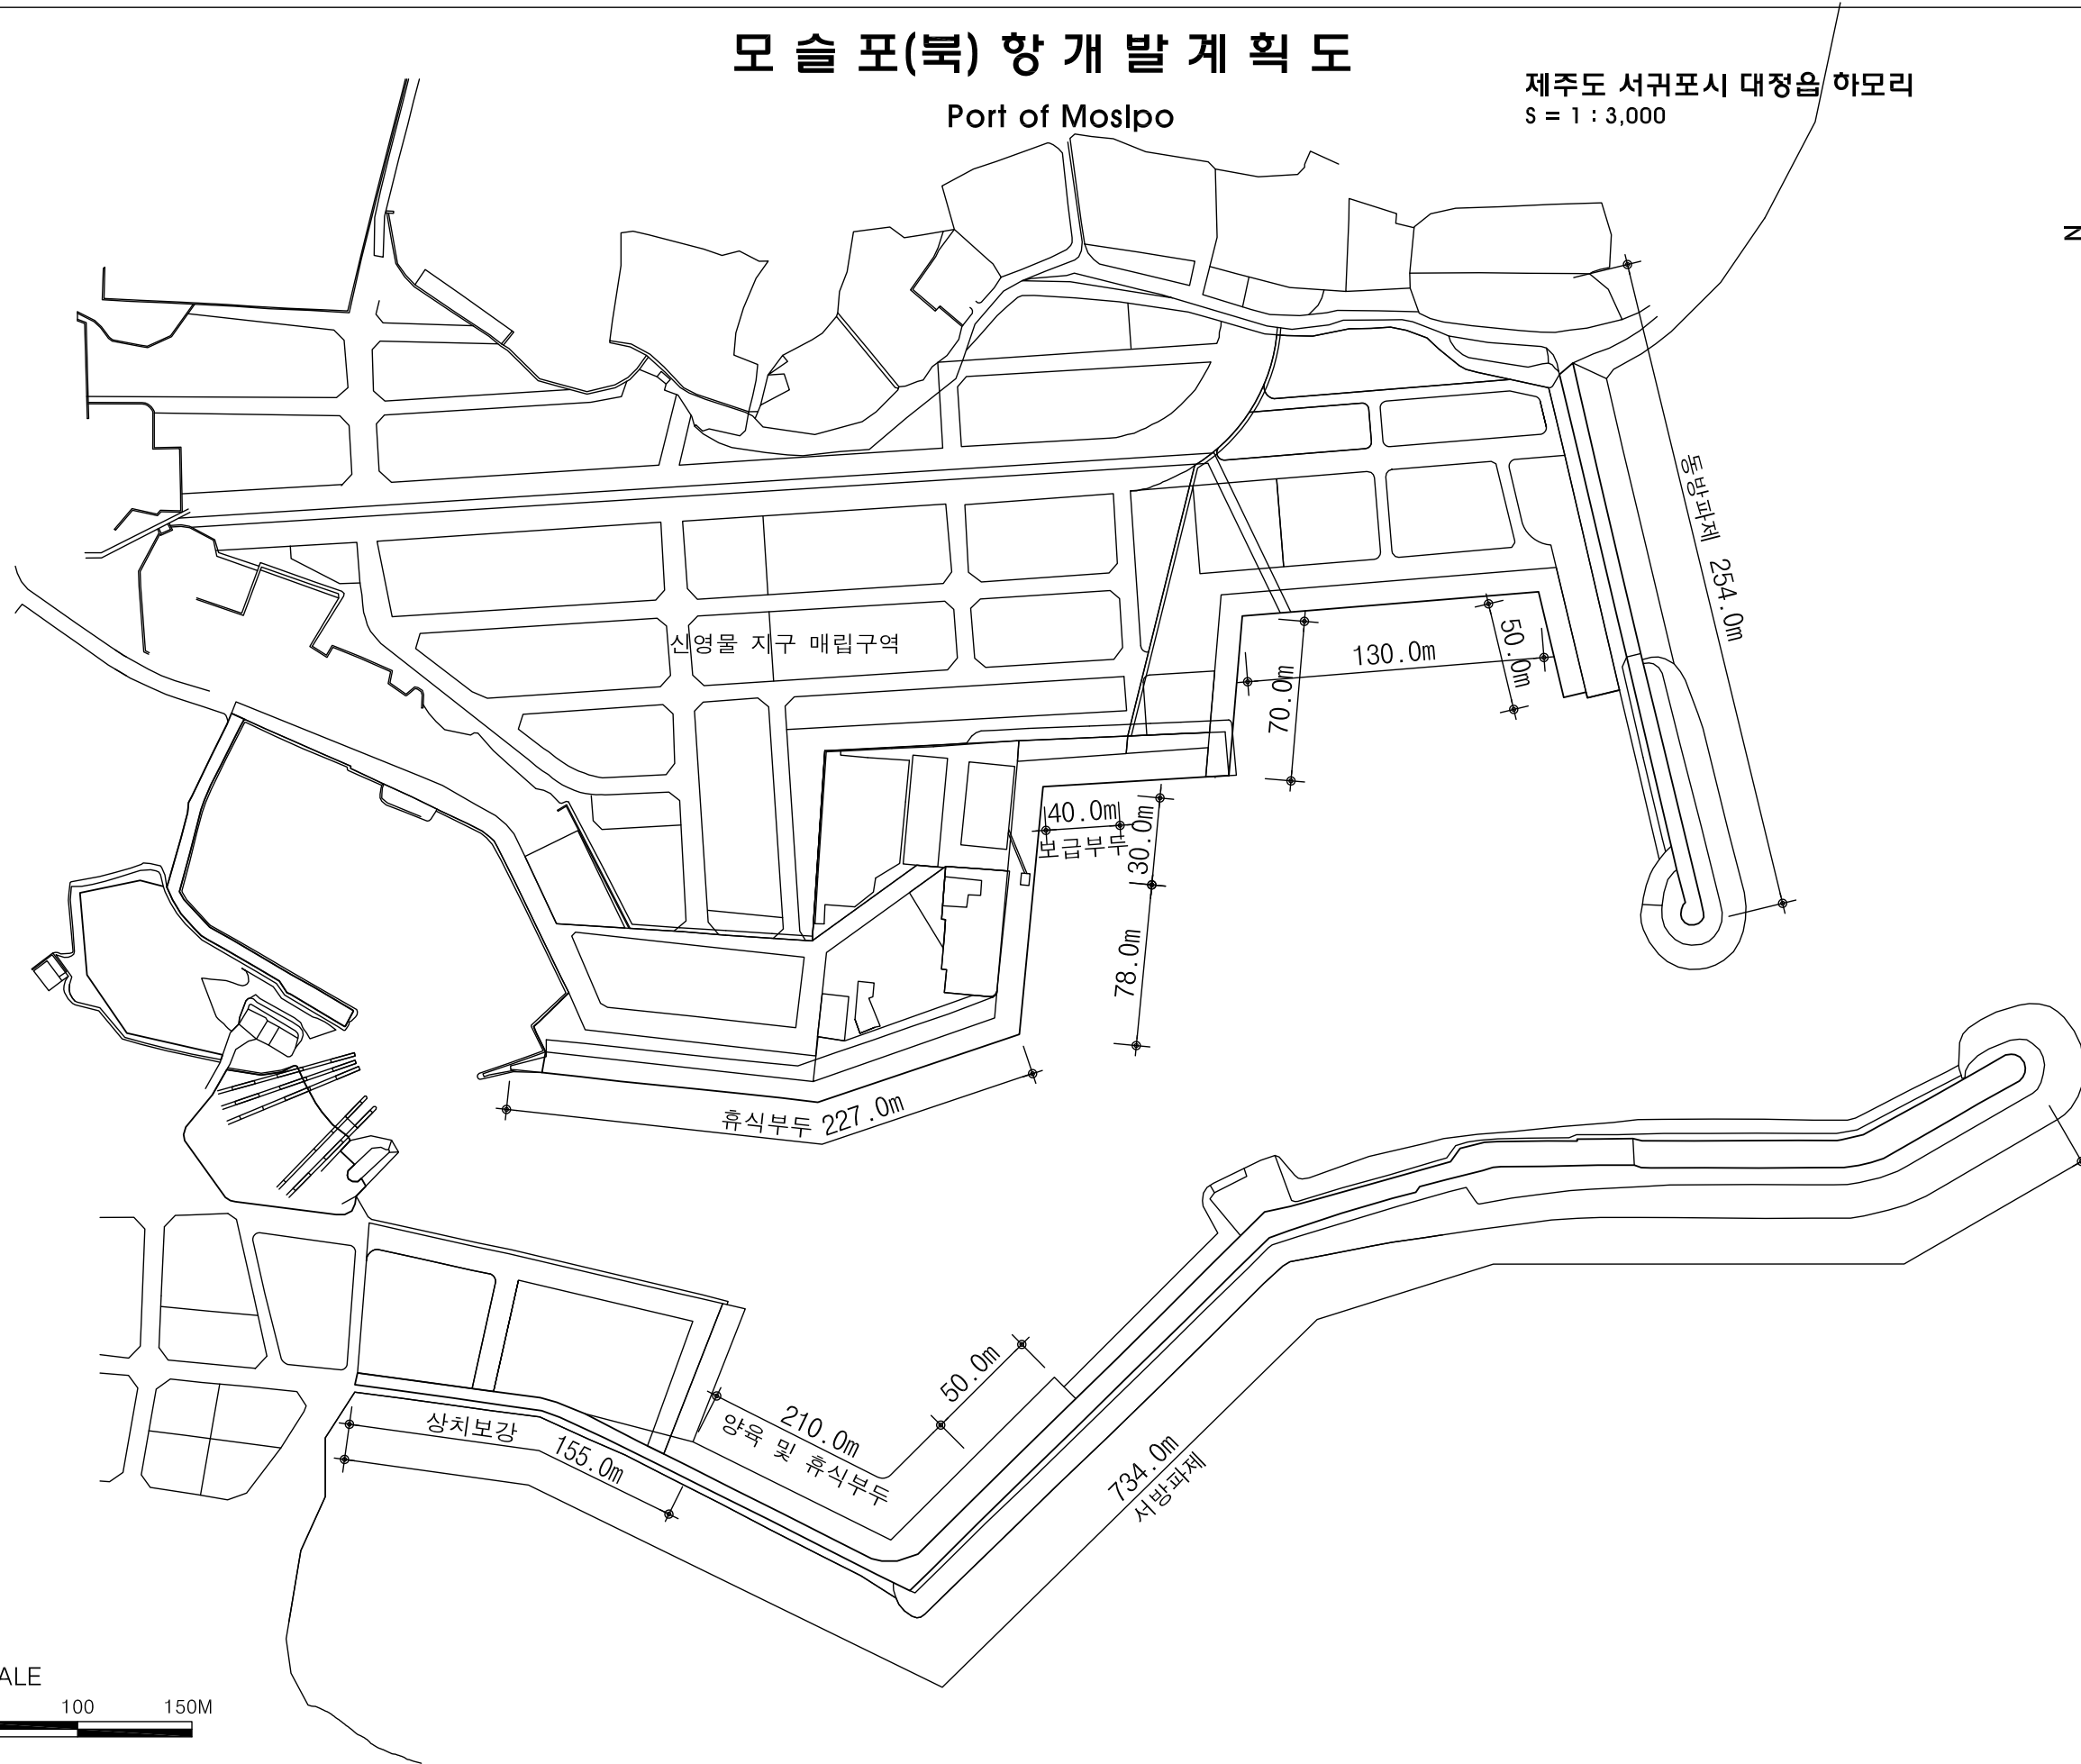 모 슬 포(북) 항 개 발 계 획 도
Port of Moslpo
제주도 서귀포시 대정읍 하모리
S = 1 : 3,000
N
동방파제 254.0m
신영물 지구 매립구역
130.0m
50.0m
70.0m
40.0m
보급부두
30.0m
78.0m
휴식부두 227.0m
50.0m
210.0m
양육 및 휴식부두
상치보강 155.0m
734.0m
서방파제
ALE
100 150M